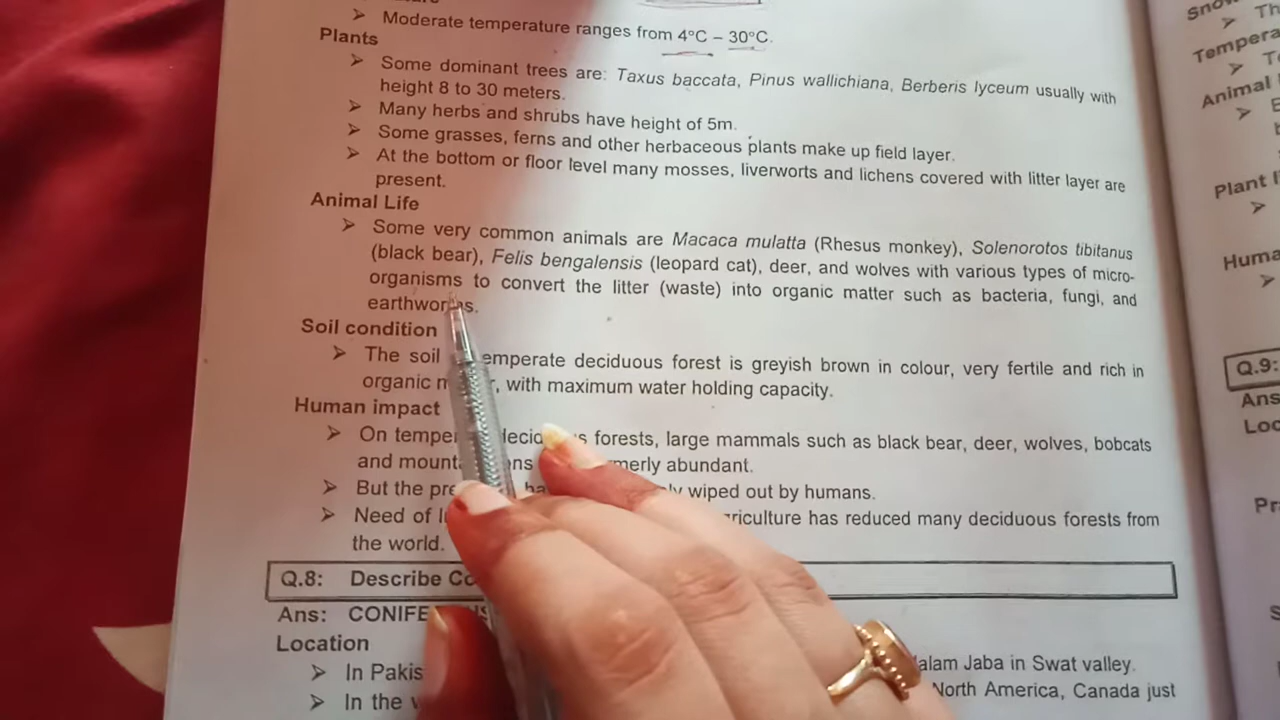 ➢ Moderate temperature ranges from 4°C – 30°C.
Plants
➢ Some dominant trees are: Taxus baccata, Pinus wallichiana, Berberis lyceum usually with
height 8 to 30 meters.
➢ Many herbs and shrubs have height of 5m.
➢ Some grasses, ferns and other herbaceous plants make up field layer.
➢ At the bottom or floor level many mosses, liverworts and lichens covered with litter layer are
present.
Animal Life
➢ Some very common animals are Macaca mulatta (Rhesus monkey), Solenorotos tibitanus
(black bear), Felis bengalensis (leopard cat), deer, and wolves with various types of micro-
organisms to convert the litter (waste) into organic matter such as bacteria, fungi, and
earthworms.
Soil condition
➢ The soil emperate deciduous forest is greyish brown in colour, very fertile and rich in
organic , with maximum water holding capacity.
Human impact
➢ On forests, large mammals such as black bear, deer, wolves, bobcats
and merly abundant.
➢ But the wiped out by humans.
➢ Need of riculture has reduced many deciduous forests from
the world.
Q.8: Describe
Ans: CONIFE
Location
➢ In Pakis alam Jaba in Swat valley.
➢ In the North America, Canada just
Snow
➢ Th
Tempera
➢ T
Animal
➢
Plant l
➢
Huma
➢
Q.9:
Ans
Loc
Pr